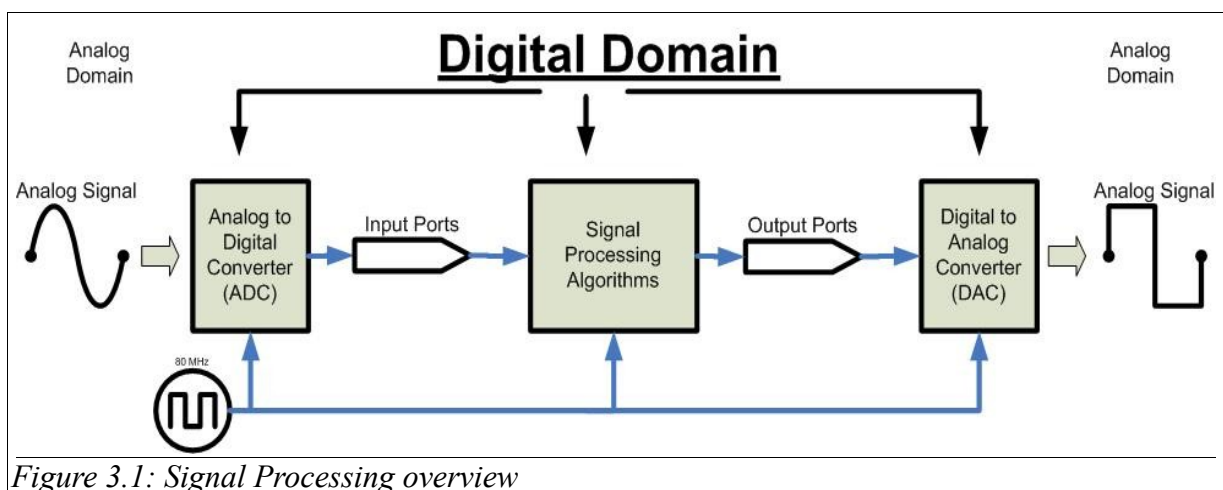 Digital Domain
Analog
Domain
Analog
Domain
Analog Signal
Analog to
Digital
Converter
(ADC)
Input Ports
Signal
Processing
Algorithms
Output Ports
Digital to
Analog
Converter
(DAC)
Analog Signal
80 MHz
Figure 3.1: Signal Processing overview